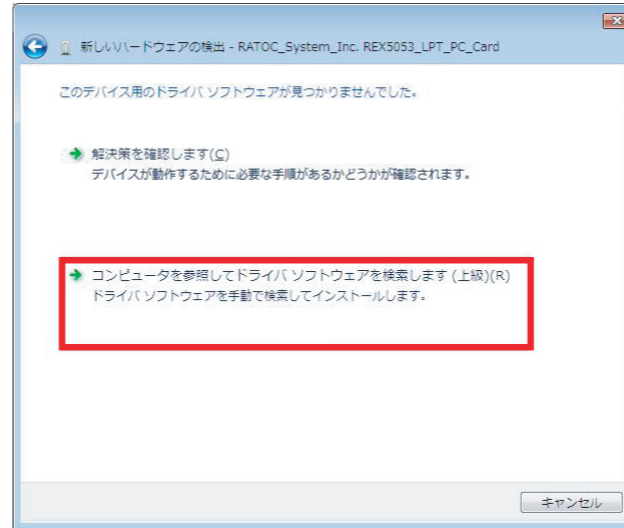 新しいハードウェアの検出 - RATOC_System_Inc. REX5053_LPT_PC_Card
このデバイス用のドライバ ソフトウェアが見つかりませんでした。
解決策を確認します(C)
デバイスが動作するために必要な手順があるかどうかが確認されます。
コンピュータを参照してドライバ ソフトウェアを検索します (上級)(R)
ドライバ ソフトウェアを手動で検索してインストールします。
キャンセル